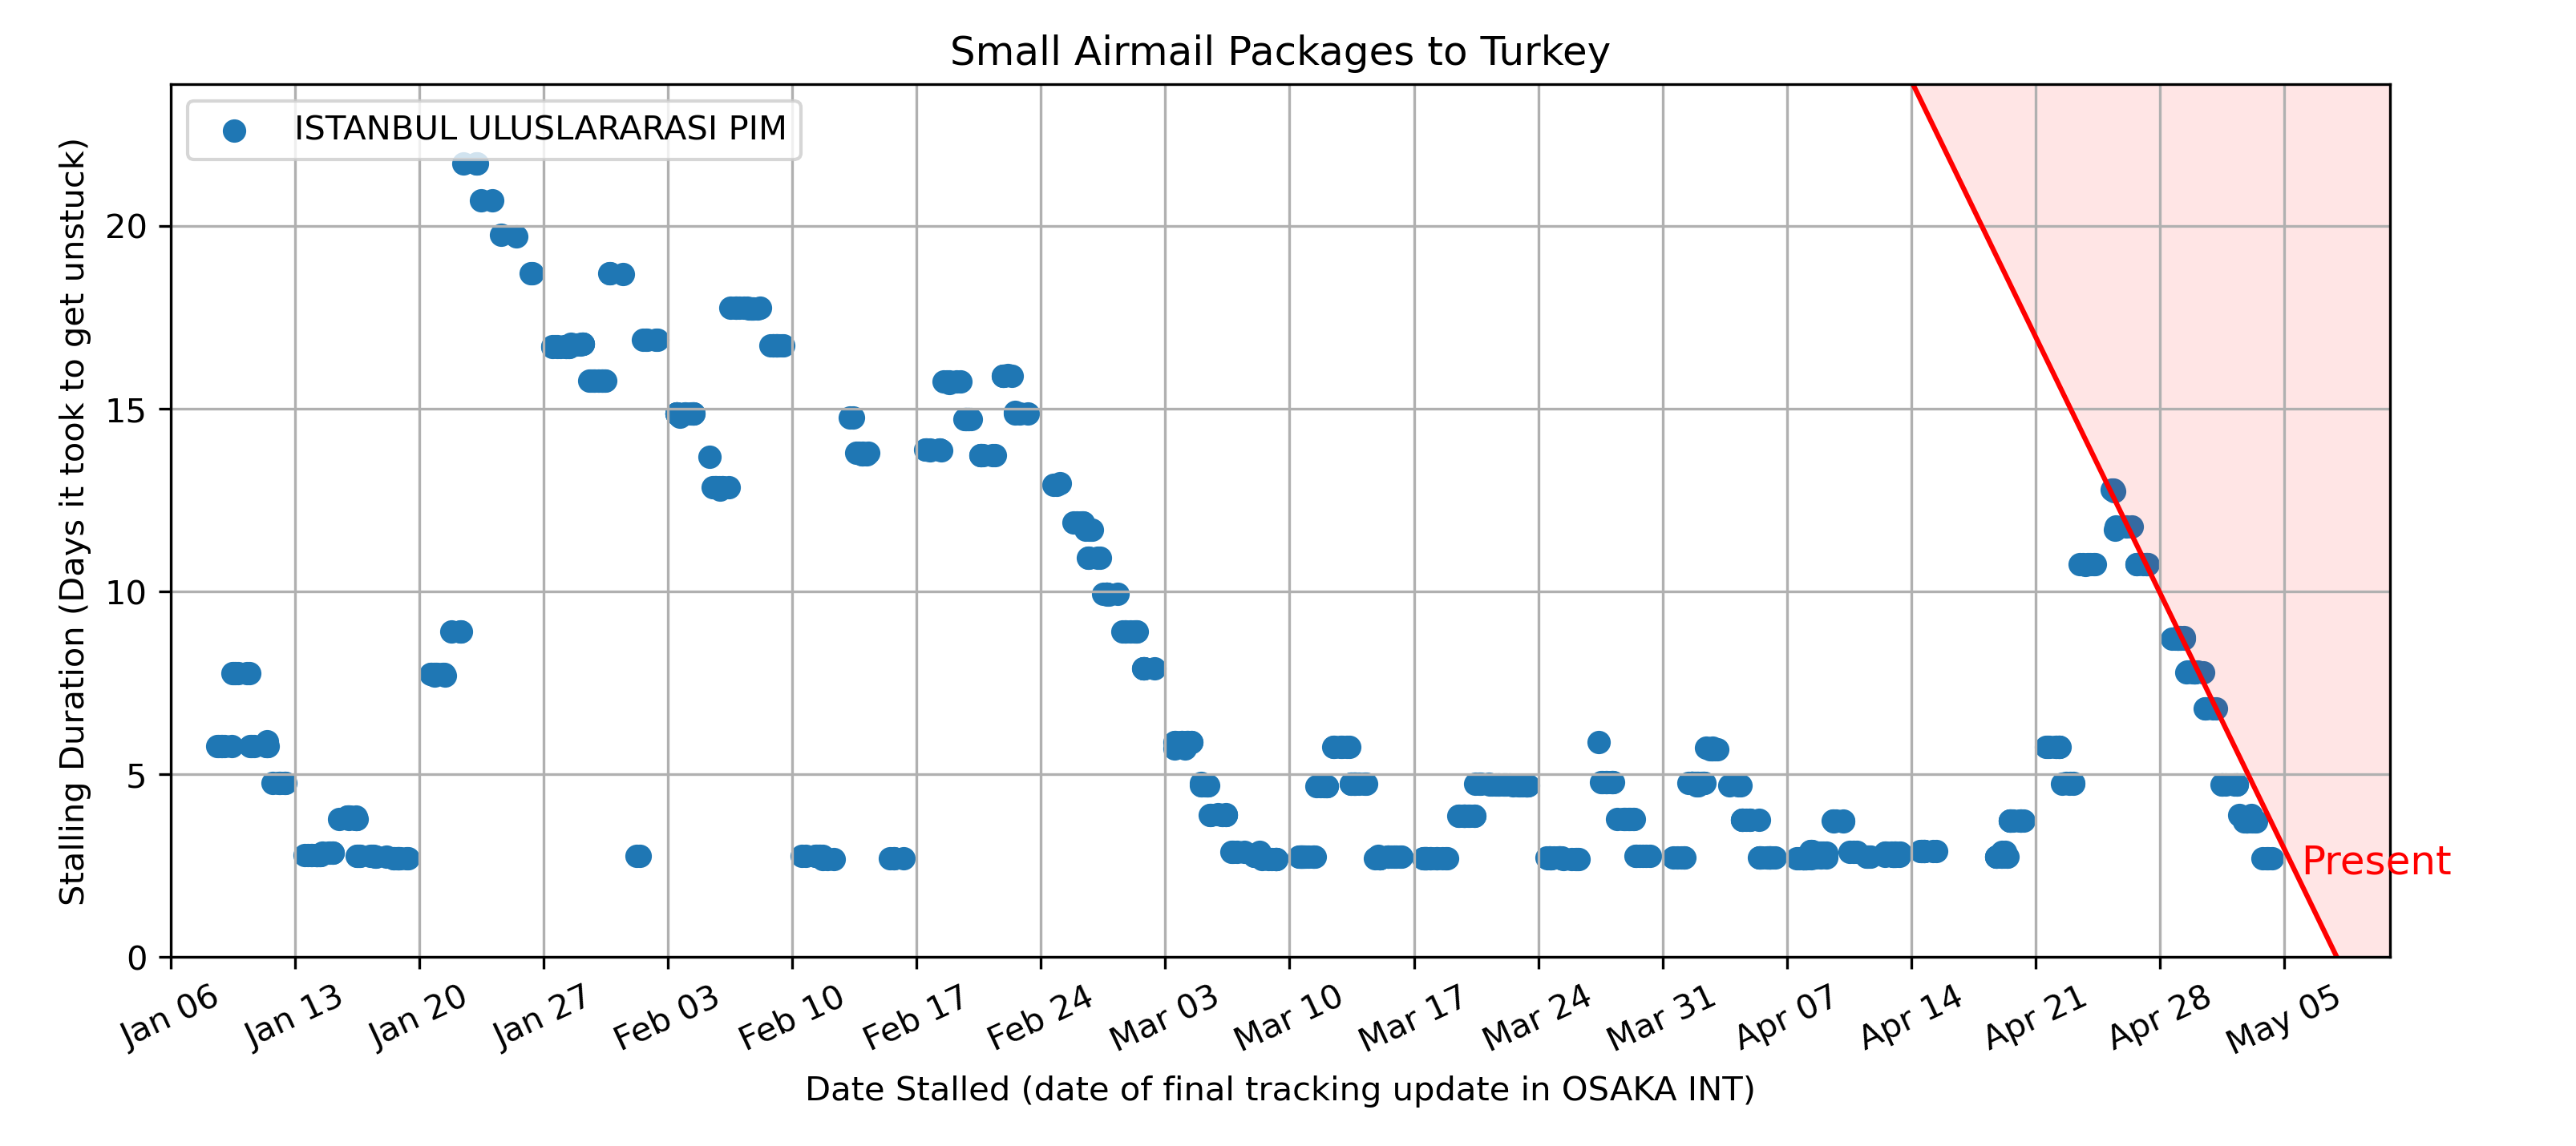 Small Airmail Packages to Turkey
ISTANBUL ULUSLARARASI PIM
Stalling Duration (Days it took to get unstuck)
20
15
10
5
0
Present
Jan 06
Jan 13
Jan 20
Jan 27
Feb 03
Feb 10
Feb 17
Feb 24
Mar 03
Mar 10
Mar 17
Mar 24
Mar 31
Apr 07
Apr 14
Apr 21
Apr 28
May 05
Date Stalled (date of final tracking update in OSAKA INT)